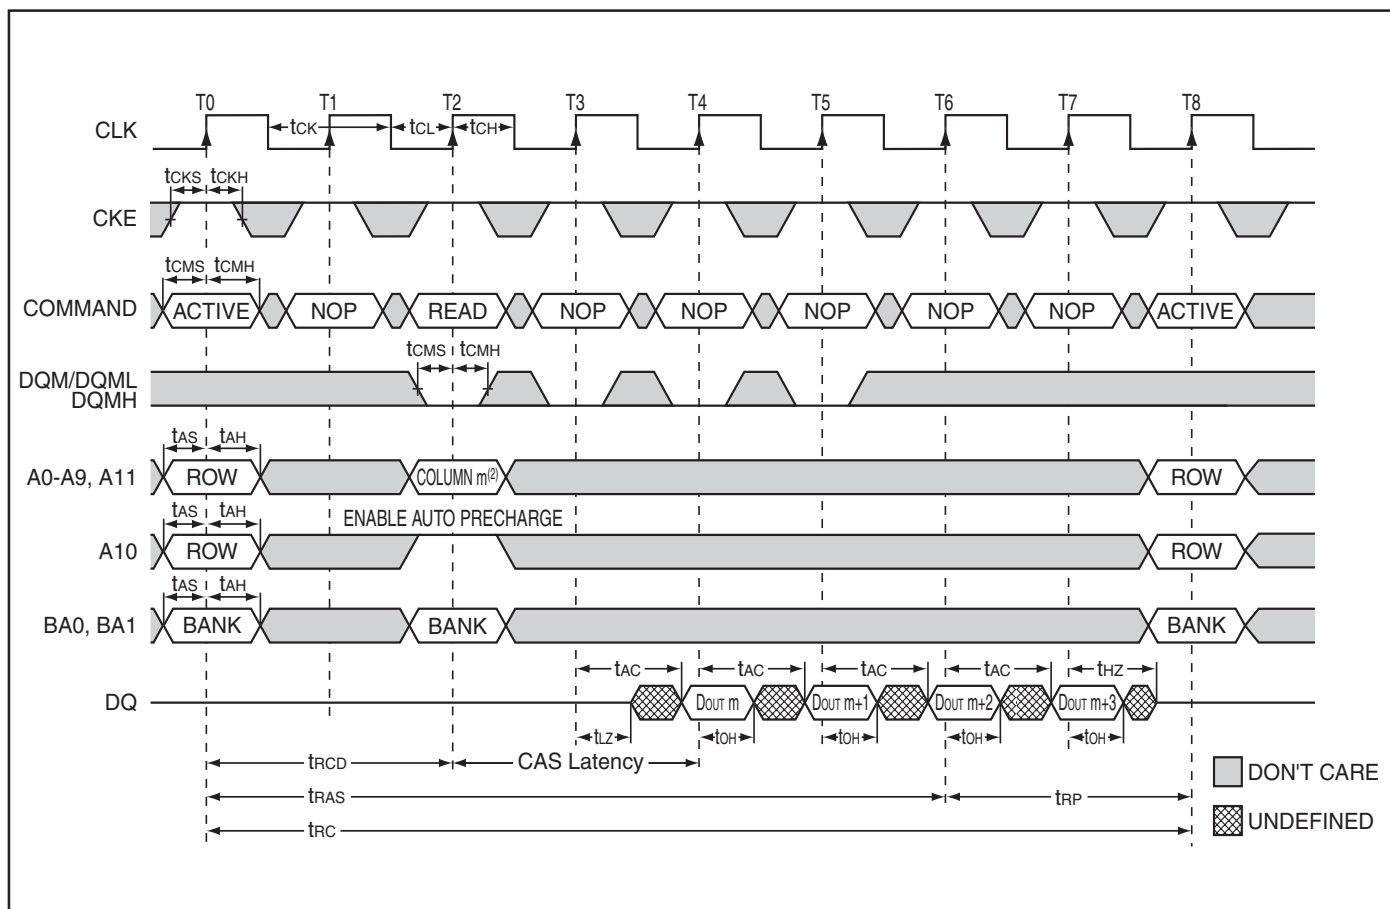 T0 T1 T2 T3 T4 T5 T6 T7 T8
CLK
tCK tCL tCH
tCKS tCKH
CKE
tCMS tCMH
COMMAND ACTIVE NOP READ NOP NOP NOP NOP NOP ACTIVE
tCMS tCMH
DQM/DQML
DQMH
tAS tAH
A0-A9, A11 ROW COLUMN m(2) ROW
tAS tAH ENABLE AUTO PRECHARGE
A10 ROW ROW
tAS tAH
BA0, BA1 BANK BANK BANK
tAC tAC tAC tAC tHZ
DQ DOUT m DOUT m+1 DOUT m+2 DOUT m+3
tLZ tOH tOH tOH tOH
tRCD CAS Latency
DON'T CARE
tRAS tRP
UNDEFINED
tRC